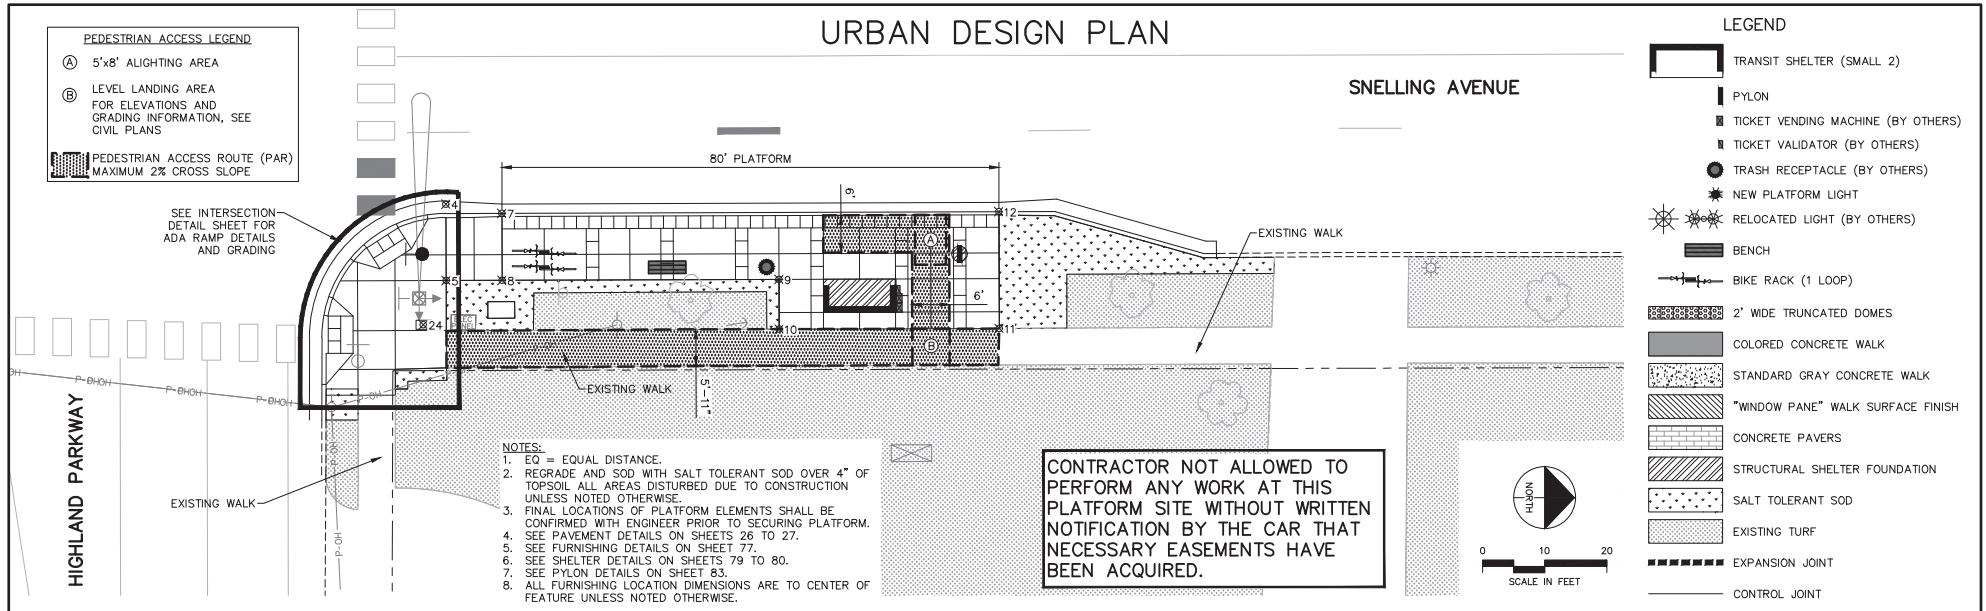 URBAN DESIGN PLAN
PEDESTRIAN ACCESS LEGEND
A 5'x8' ALIGHTING AREA
B LEVEL LANDING AREA
FOR ELEVATIONS AND
GRADING INFORMATION, SEE
CIVIL PLANS
PEDESTRIAN ACCESS ROUTE (PAR)
MAXIMUM 2% CROSS SLOPE
SNELLING AVENUE
80' PLATFORM
SEE INTERSECTION
DETAIL SHEET FOR
ADA RAMP DETAILS
AND GRADING
4
7
6'
12
A
EXISTING WALK
5
8
9
6'
24
ELEC
PANEL
10
11
B
P-OH
EXISTING WALK
5'-11"
OH
P-OHOH
P-OHOH
P-OHOH
P-OH
P-OH
HIGHLAND PARKWAY
EXISTING WALK
NOTES:
1. EQ = EQUAL DISTANCE.
2. REGRADE AND SOD WITH SALT TOLERANT SOD OVER 4" OF
TOPSOIL ALL AREAS DISTURBED DUE TO CONSTRUCTION
UNLESS NOTED OTHERWISE.
3. FINAL LOCATIONS OF PLATFORM ELEMENTS SHALL BE
CONFIRMED WITH ENGINEER PRIOR TO SECURING PLATFORM.
4. SEE PAVEMENT DETAILS ON SHEETS 26 TO 27.
5. SEE FURNISHING DETAILS ON SHEET 77.
6. SEE SHELTER DETAILS ON SHEETS 79 TO 80.
7. SEE PYLON DETAILS ON SHEET 83.
8. ALL FURNISHING LOCATION DIMENSIONS ARE TO CENTER OF
FEATURE UNLESS NOTED OTHERWISE.
CONTRACTOR NOT ALLOWED TO
PERFORM ANY WORK AT THIS
PLATFORM SITE WITHOUT WRITTEN
NOTIFICATION BY THE CAR THAT
NECESSARY EASEMENTS HAVE
BEEN ACQUIRED.
NORTH
0 10 20
SCALE IN FEET
LEGEND
TRANSIT SHELTER (SMALL 2)
PYLON
TICKET VENDING MACHINE (BY OTHERS)
TICKET VALIDATOR (BY OTHERS)
TRASH RECEPTACLE (BY OTHERS)
NEW PLATFORM LIGHT
RELOCATED LIGHT (BY OTHERS)
BENCH
BIKE RACK (1 LOOP)
2' WIDE TRUNCATED DOMES
COLORED CONCRETE WALK
STANDARD GRAY CONCRETE WALK
"WINDOW PANE" WALK SURFACE FINISH
CONCRETE PAVERS
STRUCTURAL SHELTER FOUNDATION
SALT TOLERANT SOD
EXISTING TURF
EXPANSION JOINT
CONTROL JOINT